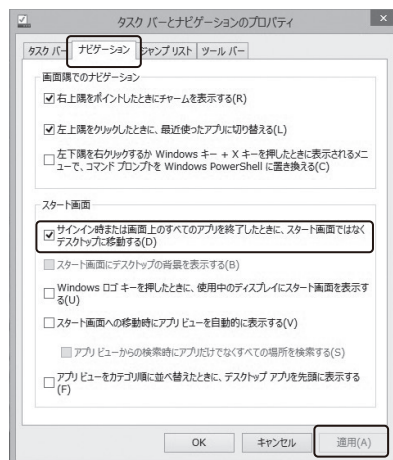 タスク バーとナビゲーションのプロパティ
タスク バー ナビゲーション ジャンプ リスト ツール バー
画面隅でのナビゲーション
右上隅をポイントしたときにチャームを表示する(R)
左上隅をクリックしたときに、最近使ったアプリに切り替える(L)
左下隅を右クリックするか Windows キー + X キーを押したときに表示されるメニ
ューで、コマンド プロンプトを Windows PowerShell に置き換える(C)
スタート画面
サインイン時または画面上のすべてのアプリを終了したときに、スタート画面ではなく
デスクトップに移動する(D)
スタート画面にデスクトップの背景を表示する(B)
Windows ロゴ キーを押したときに、使用中のディスプレイにスタート画面を表示す
る(U)
スタート画面への移動時にアプリ ビューを自動的に表示する(V)
アプリ ビューからの検索時にアプリだけでなくすべての場所を検索する(S)
アプリ ビューをカテゴリ順に並べ替えたときに、デスクトップ アプリを先頭に表示する
(F)
OK キャンセル 適用(A)